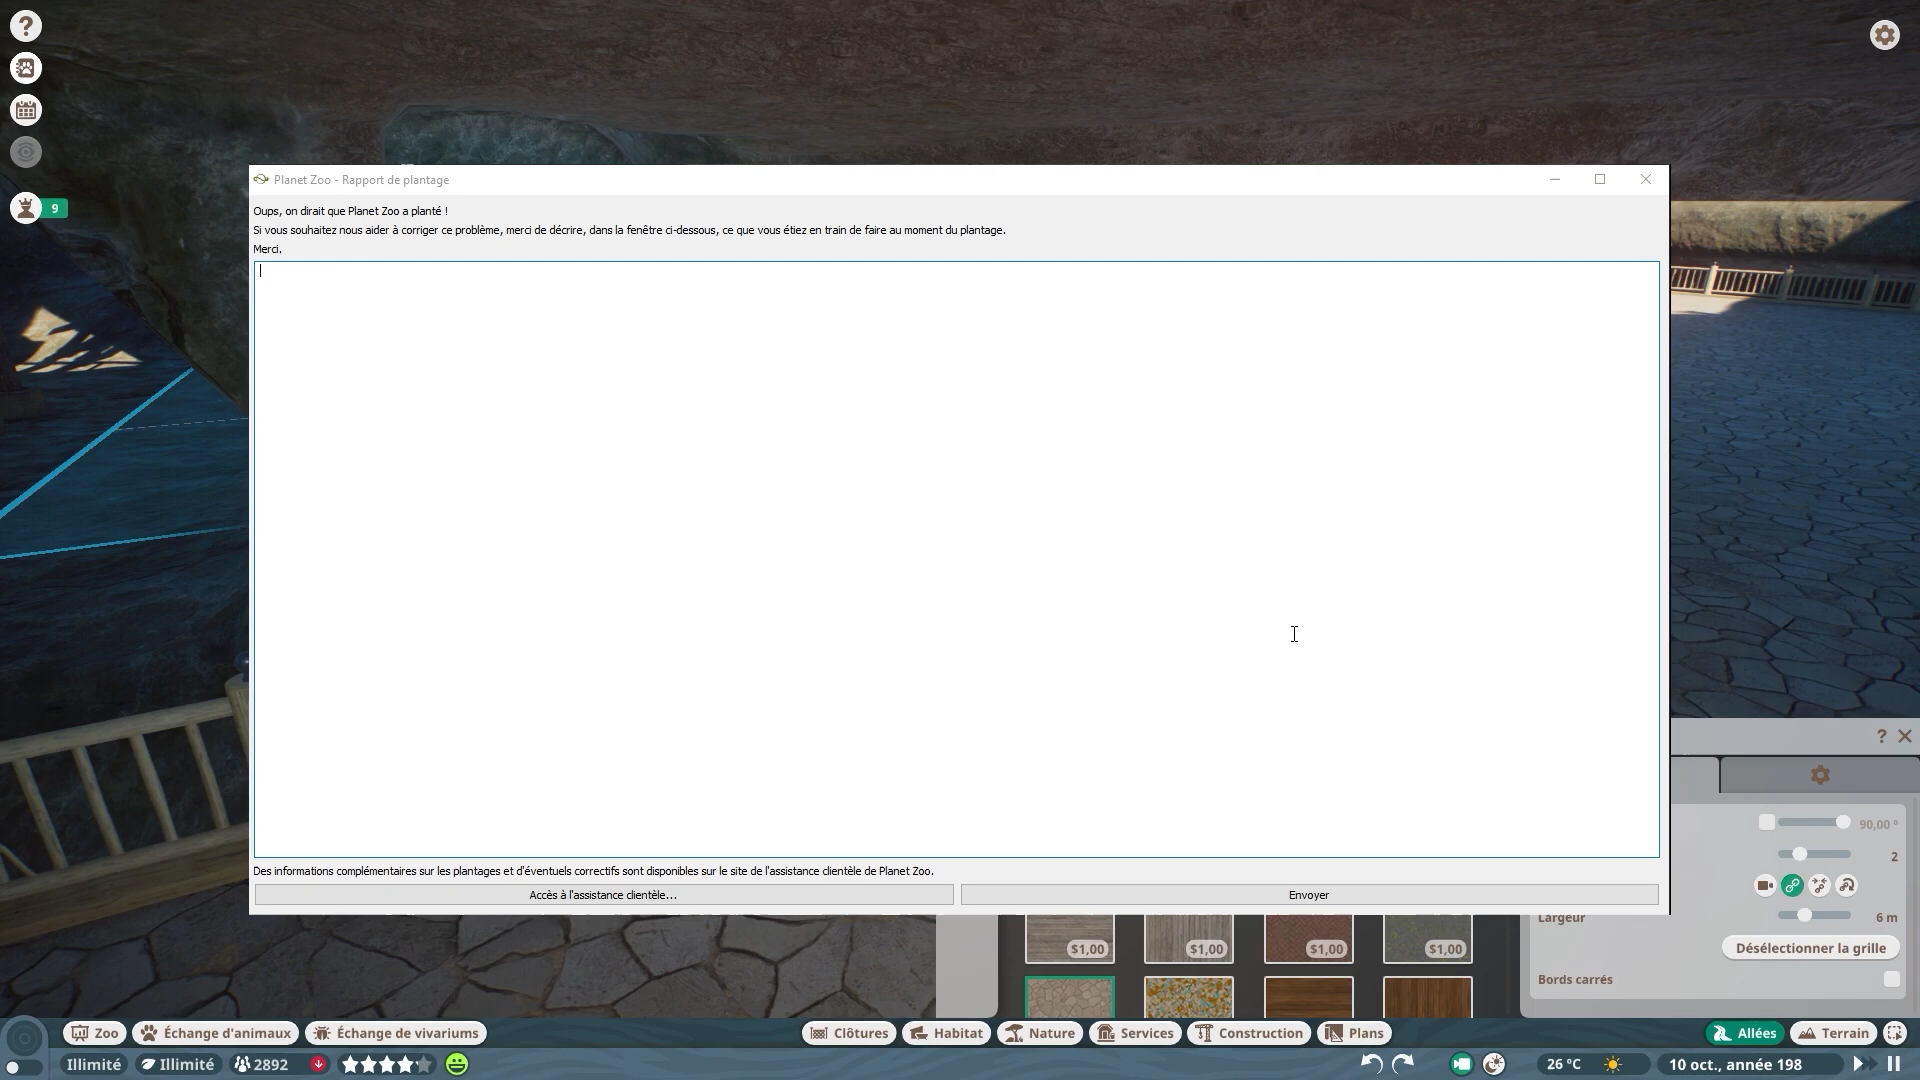 ?
9
Planet Zoo - Rapport de plantage
Oups, on dirait que Planet Zoo a planté !
Si vous souhaitez nous aider à corriger ce problème, merci de décrire, dans la fenêtre ci-dessous, ce que vous étiez en train de faire au moment du plantage.
Merci.
Des informations complémentaires sur les plantages et d'éventuels correctifs sont disponibles sur le site de l'assistance clientèle de Planet Zoo.
Accès à l'assistance clientèle...
Envoyer
?
90,00 °
2
Largeur
6 m
Désélectionner la grille
Bords carrés
$1,00
$1,00
$1,00
$1,00
Zoo
Échange d'animaux
Échange de vivariums
Clôtures
Habitat
Nature
Services
Construction
Plans
Allées
Terrain
Illimité
Illimité
2892
26 °C
10 oct., année 198